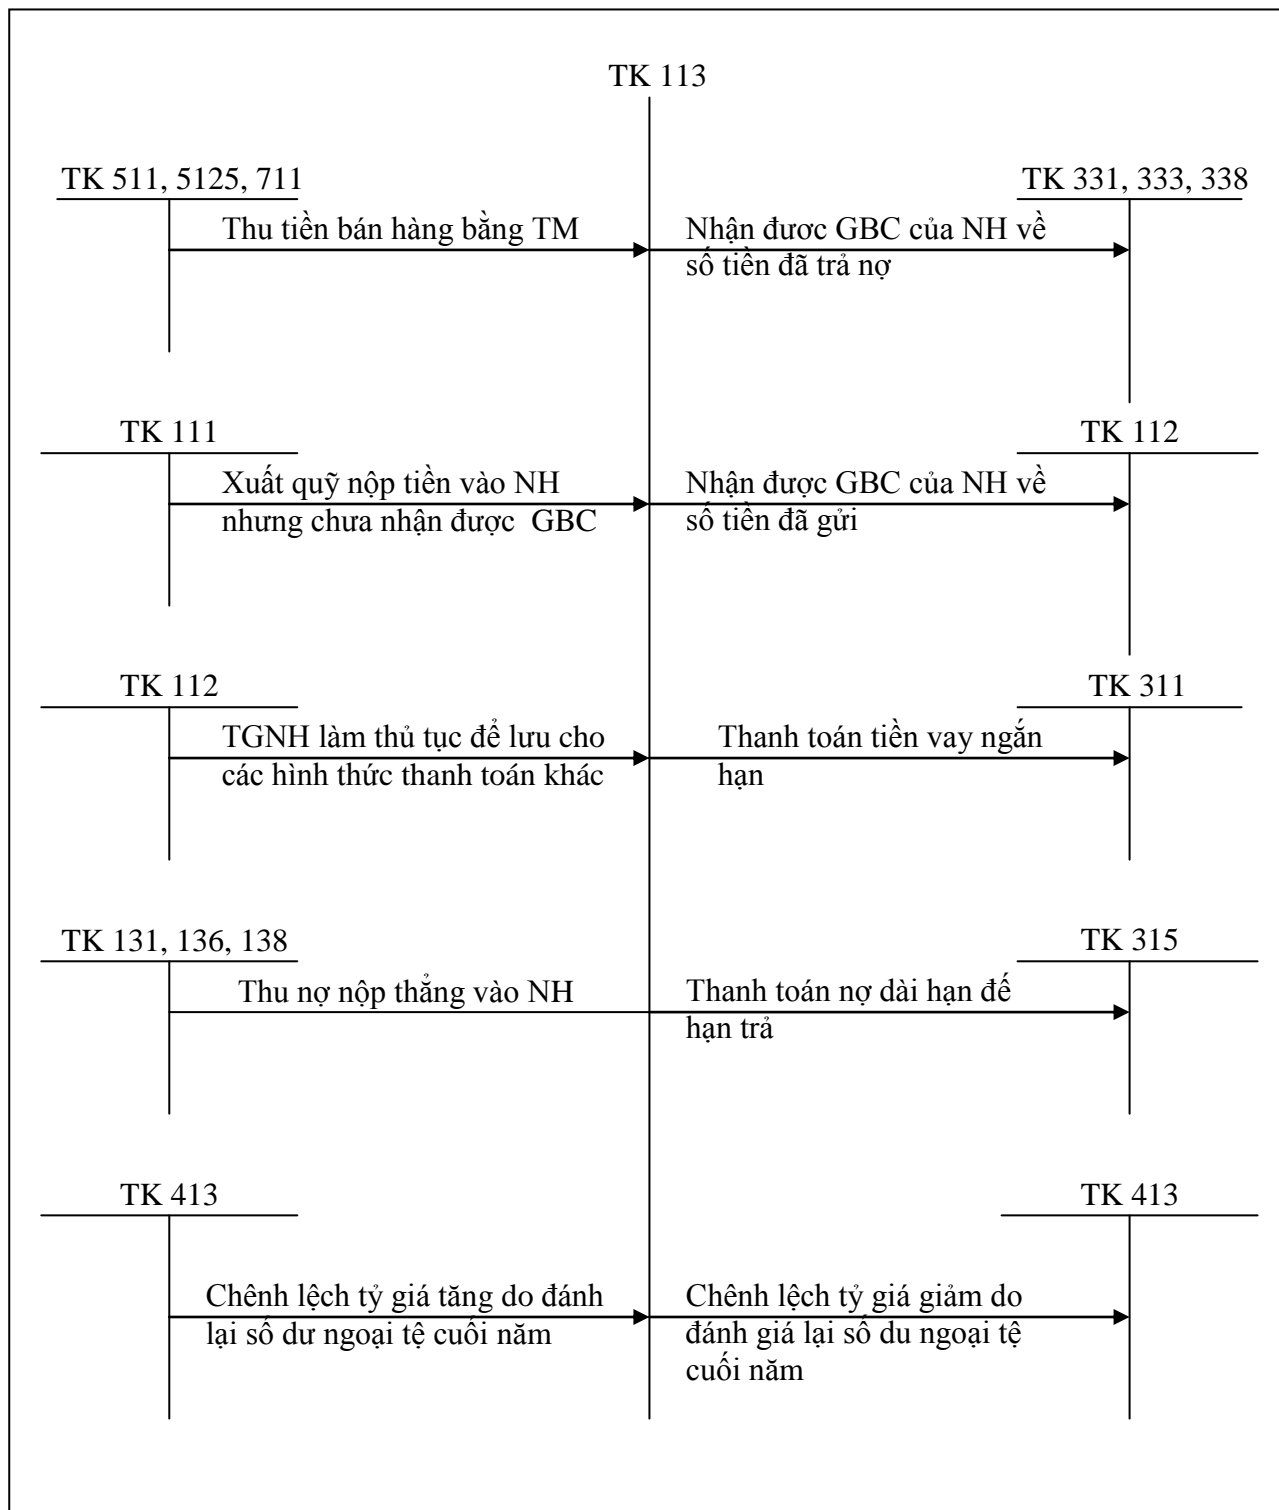 TK 113
TK 511, 5125, 711
TK 331, 333, 338
Thu tiền bán hàng bằng TM
Nhận đươc GBC của NH về
số tiền đã trả nợ
TK 111
TK 112
Xuất quỹ nộp tiền vào NH
nhưng chưa nhận được GBC
Nhận được GBC của NH về
số tiền đã gửi
TK 112
TK 311
TGNH làm thủ tục để lưu cho
các hình thức thanh toán khác
Thanh toán tiền vay ngắn
hạn
TK 131, 136, 138
TK 315
Thu nợ nộp thẳng vào NH
Thanh toán nợ dài hạn đế
hạn trả
TK 413
TK 413
Chênh lệch tỷ giá tăng do đánh
lại số dư ngoại tệ cuối năm
Chênh lệch tỷ giá giảm do
đánh giá lại số du ngoại tệ
cuối năm